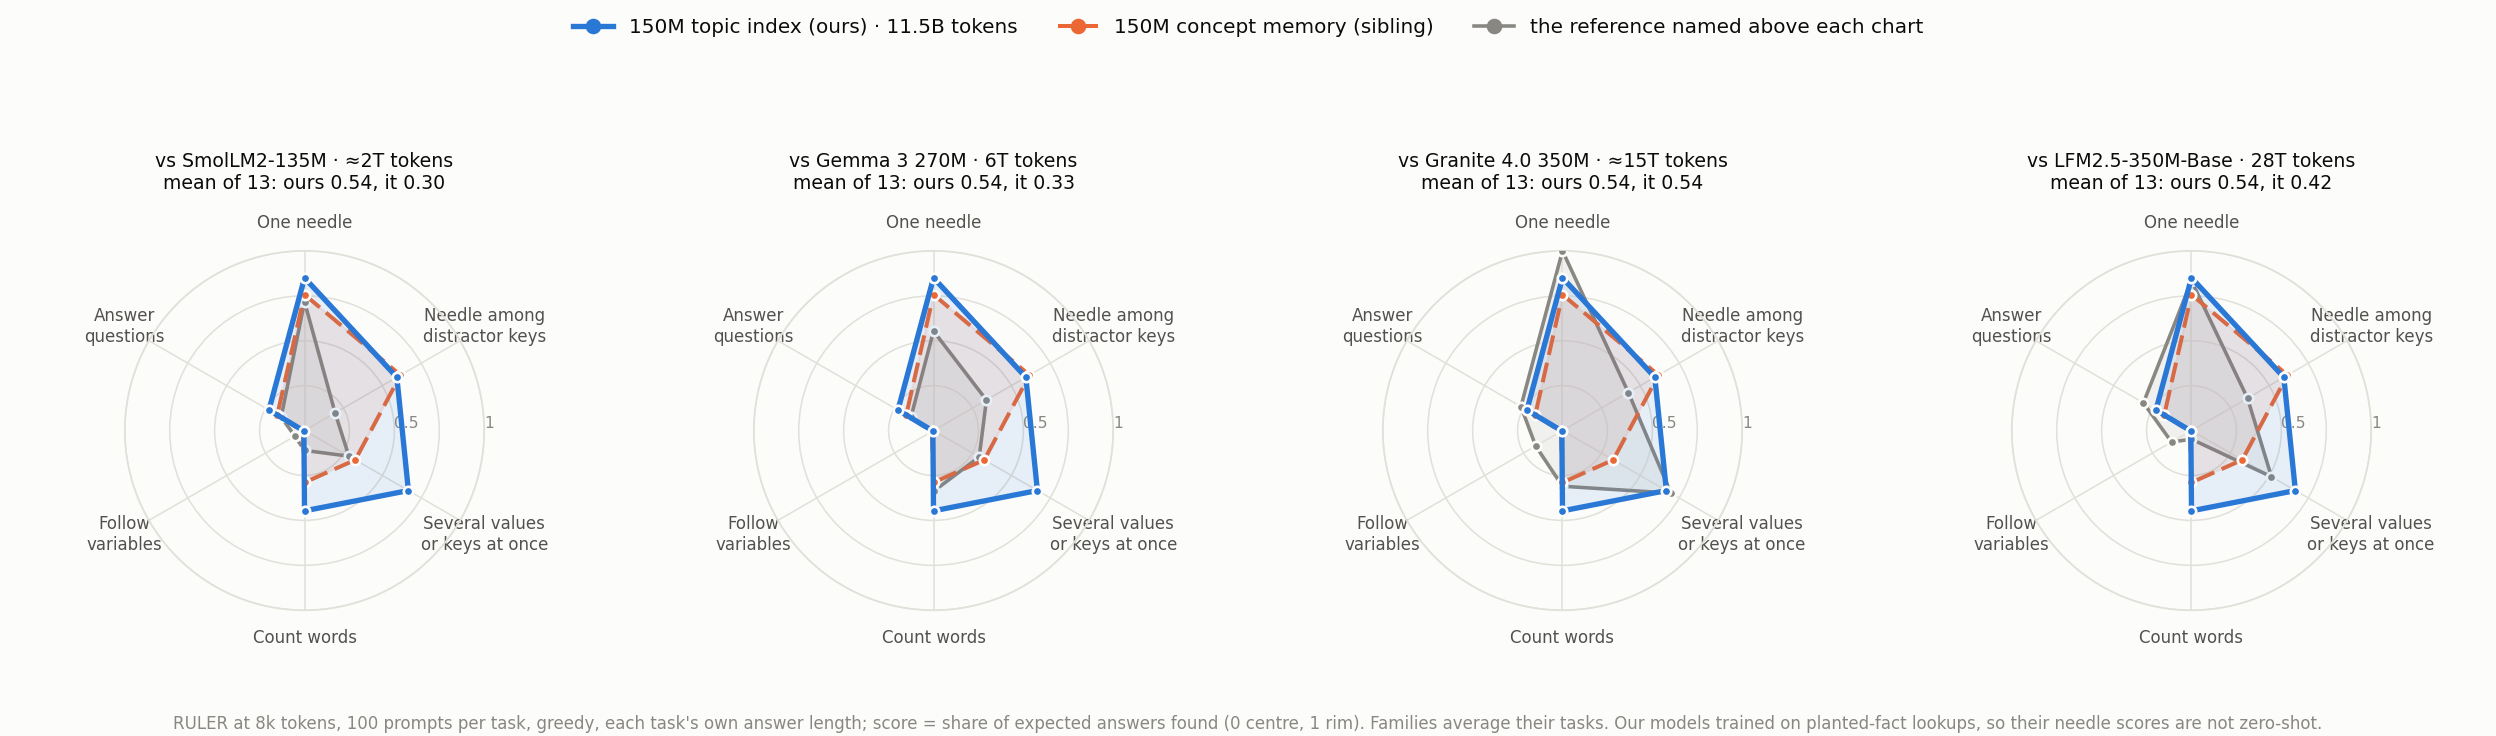 150M topic index (ours) · 11.5B tokens
150M concept memory (sibling)
the reference named above each chart
vs SmolLM2-135M · ≈2T tokens
mean of 13: ours 0.54, it 0.30
One needle
Answer
questions
Needle among
distractor keys
0.5
1
Follow
variables
Several values
or keys at once
Count words
vs Gemma 3 270M · 6T tokens
mean of 13: ours 0.54, it 0.33
One needle
Answer
questions
Needle among
distractor keys
0.5
1
Follow
variables
Several values
or keys at once
Count words
vs Granite 4.0 350M · ≈15T tokens
mean of 13: ours 0.54, it 0.54
One needle
Answer
questions
Needle among
distractor keys
0.5
1
Follow
variables
Several values
or keys at once
Count words
vs LFM2.5-350M-Base · 28T tokens
mean of 13: ours 0.54, it 0.42
One needle
Answer
questions
Needle among
distractor keys
0.5
1
Follow
variables
Several values
or keys at once
Count words
RULER at 8k tokens, 100 prompts per task, greedy, each task's own answer length; score = share of expected answers found (0 centre, 1 rim). Families average their tasks. Our models trained on planted-fact lookups, so their needle scores are not zero-shot.